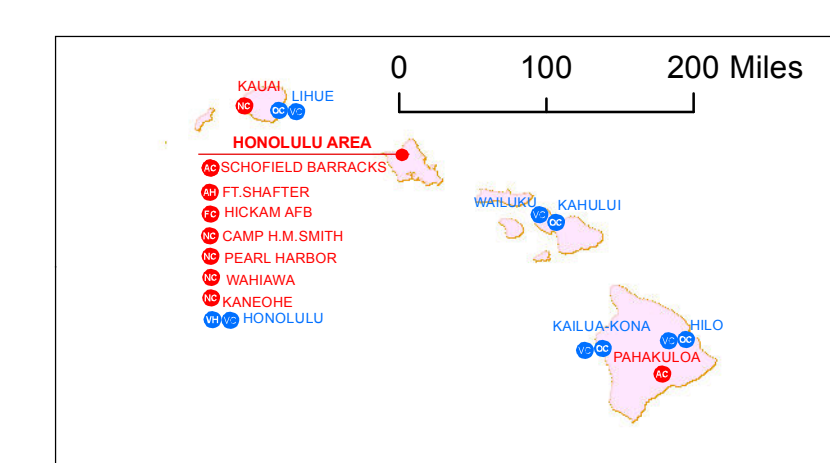 0 100 200 Miles
KAUAI
LIHUE
NC OC VC
HONOLULU AREA
AC SCHOFIELD BARRACKS
AH FT.SHAFTER
FC HICKAM AFB
NC CAMP H.M.SMITH
NC PEARL HARBOR
NC WAHIAWA
NC KANEOHE
VH VC HONOLULU
WAILUKU KAHULUI
VC OC
KAILUA-KONA HILO
VC OC VC OC
PAHAKULOA
AC